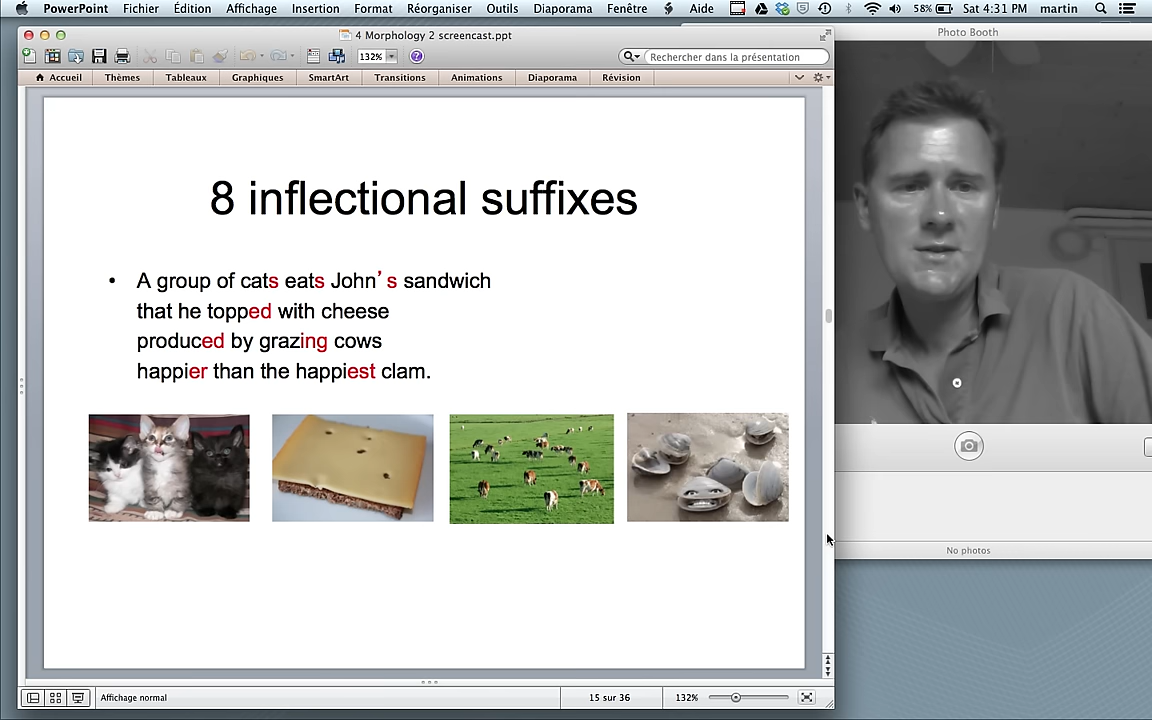 PowerPoint Fichier Édition Affichage Insertion Format Réorganiser Outils Diaporama Fenêtre Aide 58% Sat 4:31 PM martin
4 Morphology 2 screencast.ppt
Photo Booth
132% Rechercher dans la présentation
Accueil Thèmes Tableaux Graphiques SmartArt Transitions Animations Diaporama Révision
8 inflectional suffixes
• A group of cats eats John’s sandwich
that he topped with cheese
produced by grazing cows
happier than the happiest clam.
No photos
Affichage normal 15 sur 36 132%